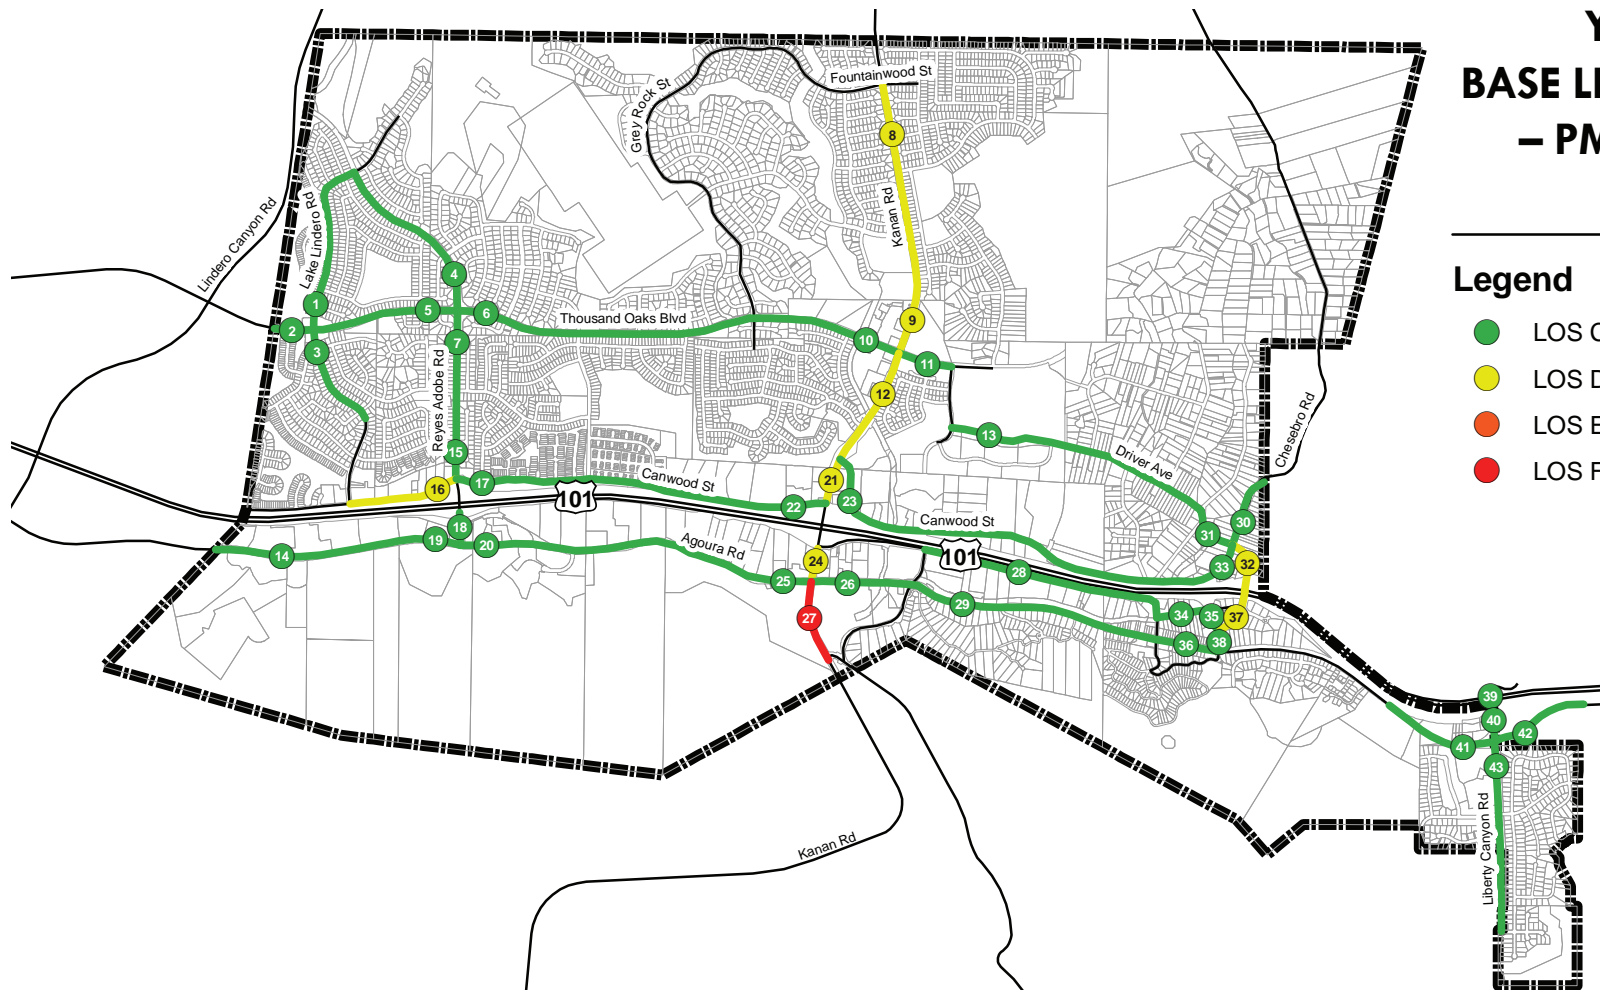 Y
BASE LI
– PM
Legend
LOS C
LOS D
LOS E
LOS F
Fountainwood St
Grey Rock St
Kanan Rd
Lindero Canyon Rd
Lake Lindero Rd
Thousand Oaks Blvd
Reyes Adobe Rd
Chesebro Rd
Driver Ave
Canwood St
101
Canwood St
Agoura Rd
101
Kanan Rd
Liberty Canyon Rd
1
2
3
4
5
6
7
8
9
10
11
12
13
14
15
16
17
18
19
20
21
22
23
24
25
26
27
28
29
30
31
32
33
34
35
36
37
38
39
40
41
42
43